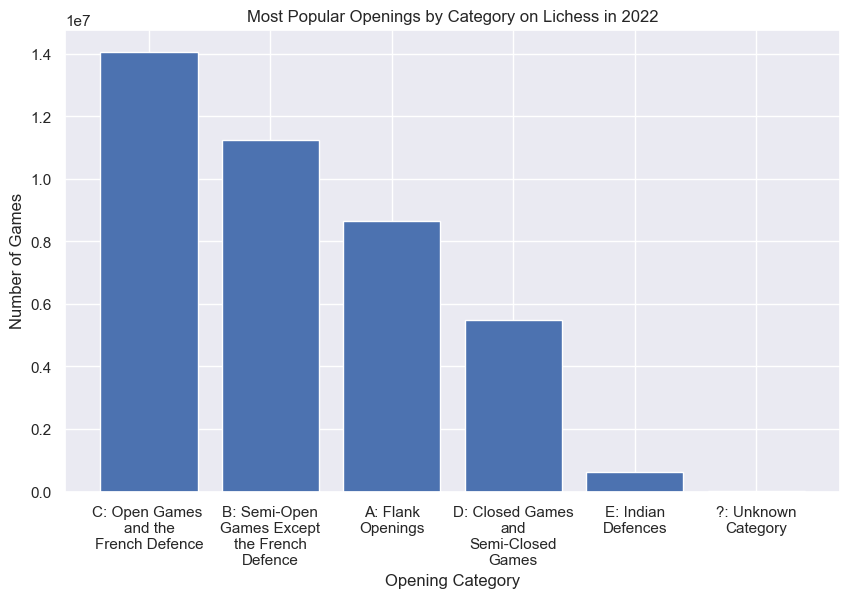 Most Popular Openings by Category on Lichess in 2022
1e7
1.4
1.2
1.0
0.8
0.6
0.4
0.2
0.0
Number of Games
C: Open Games
and the
French Defence
B: Semi-Open
Games Except
the French
Defence
A: Flank
Openings
D: Closed Games
and
Semi-Closed
Games
E: Indian
Defences
?: Unknown
Category
Opening Category